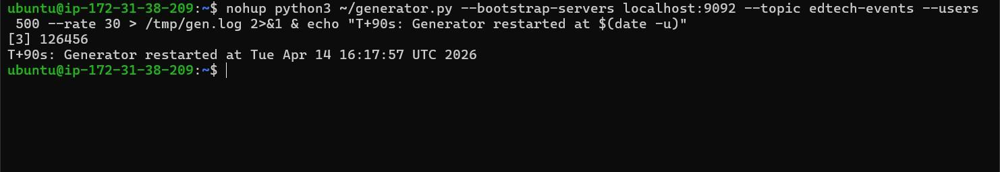 ubuntu@ip-172-31-38-209:~$ nohup python3 ~/generator.py --bootstrap-servers localhost:9092 --topic edtech-events --users
 500 --rate 30 > /tmp/gen.log 2>&1 & echo "T+90s: Generator restarted at $(date -u)"
[3] 126456
T+90s: Generator restarted at Tue Apr 14 16:17:57 UTC 2026
ubuntu@ip-172-31-38-209:~$